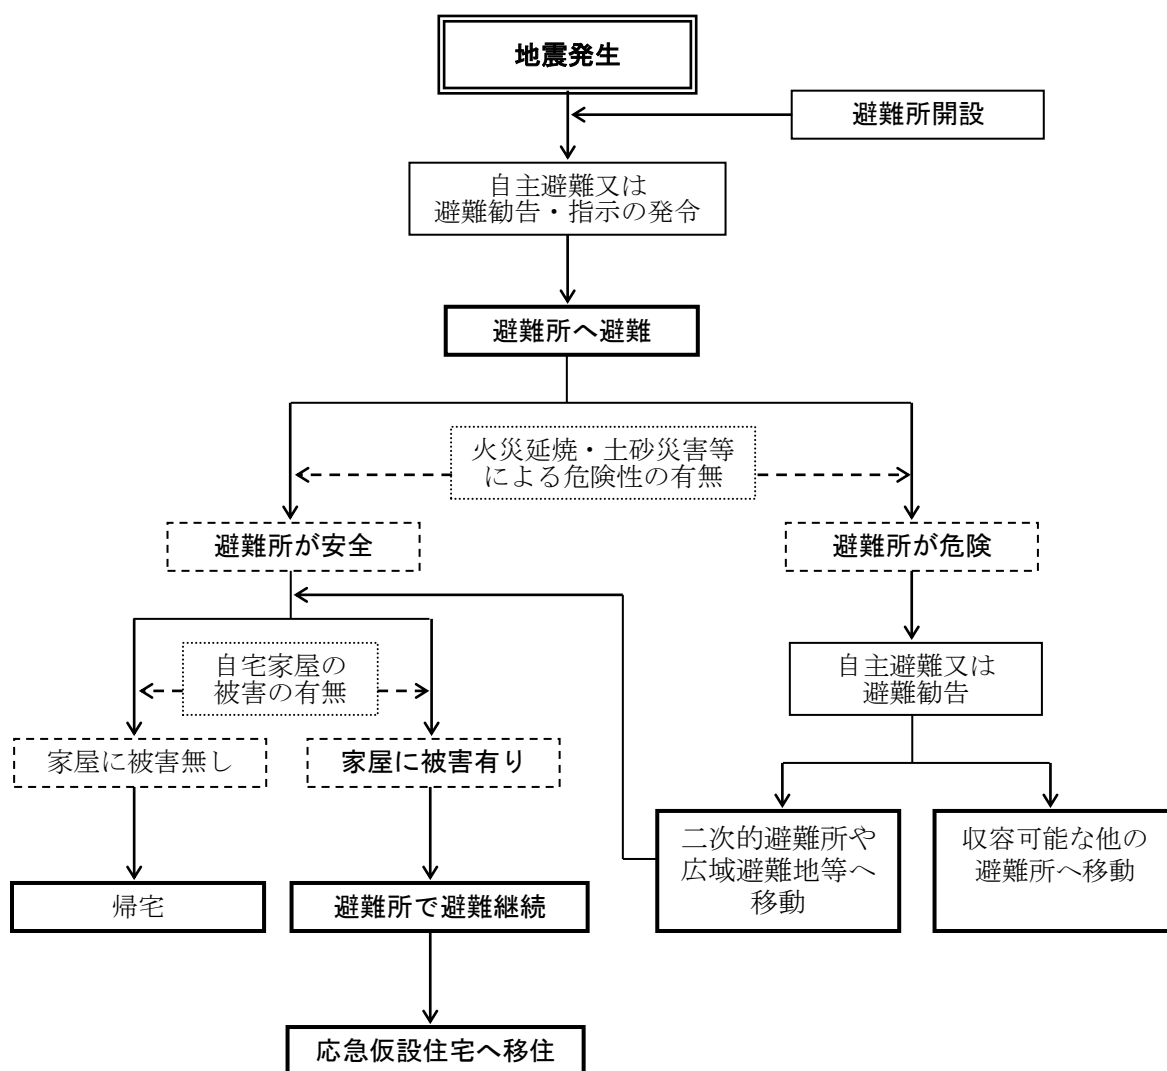 地震発生
避難所開設
自主避難又は
避難勧告・指示の発令
避難所へ避難
火災延焼・土砂災害等
による危険性の有無
避難所が安全
避難所が危険
自宅家屋の
被害の有無
自主避難又は
避難勧告
家屋に被害無し
家屋に被害有り
二次的避難所や
広域避難地等へ
移動
収容可能な他の
避難所へ移動
帰宅
避難所で避難継続
応急仮設住宅へ移住